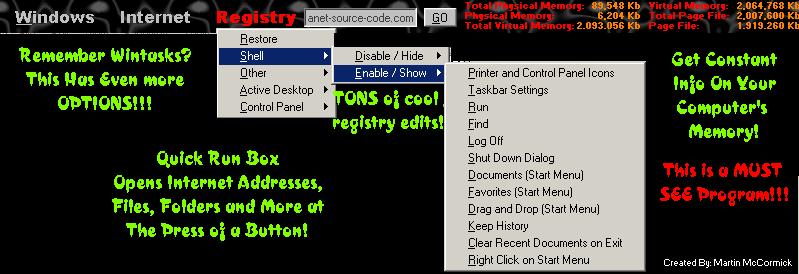 Windows Internet Registry anet-source-code.com GO
Total Physical Memory: 89,548 Kb Virtual Memory: 2,064,768 Kb
Physical Memory: 6,204 Kb Total Page File: 2,007,600 Kb
Total Virtual Memory: 2,093,056 Kb Page File: 1,919,260 Kb
Restore
Shell
Other
Active Desktop
Control Panel
Disable / Hide
Enable / Show
Printer and Control Panel Icons
Taskbar Settings
Run
Find
Log Off
Shut Down Dialog
Documents (Start Menu)
Favorites (Start Menu)
Drag and Drop (Start Menu)
Keep History
Clear Recent Documents on Exit
Right Click on Start Menu
Remember Wintasks?
This Has Even more
OPTIONS!!!
TONS of cool
registry edits!
Get Constant
Info On Your
Computer's
Memory!
Quick Run Box
Opens Internet Addresses,
Files, Folders and More at
The Press of a Button!
This is a MUST
SEE Program!!!
Created By: Martin McCormick